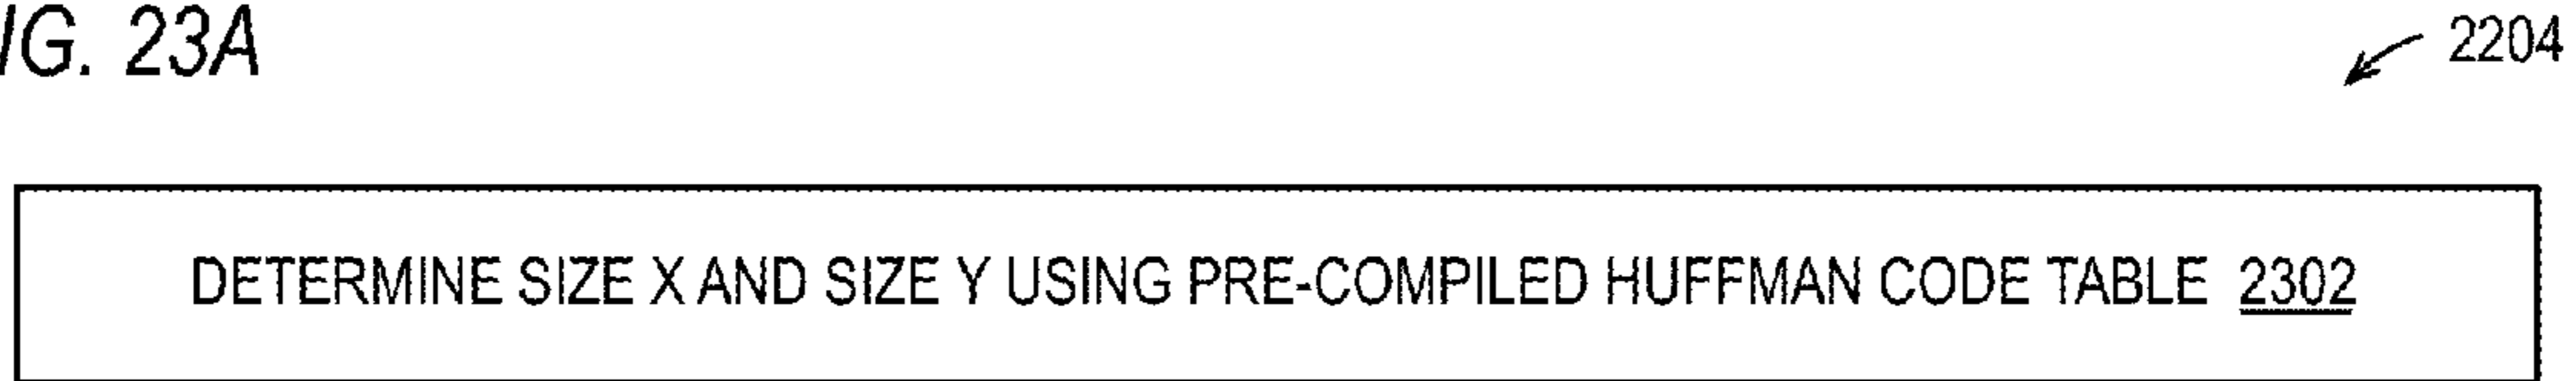 IG. 23A
2204
DETERMINE SIZE X AND SIZE Y USING PRE-COMPILED HUFFMAN CODE TABLE 2302